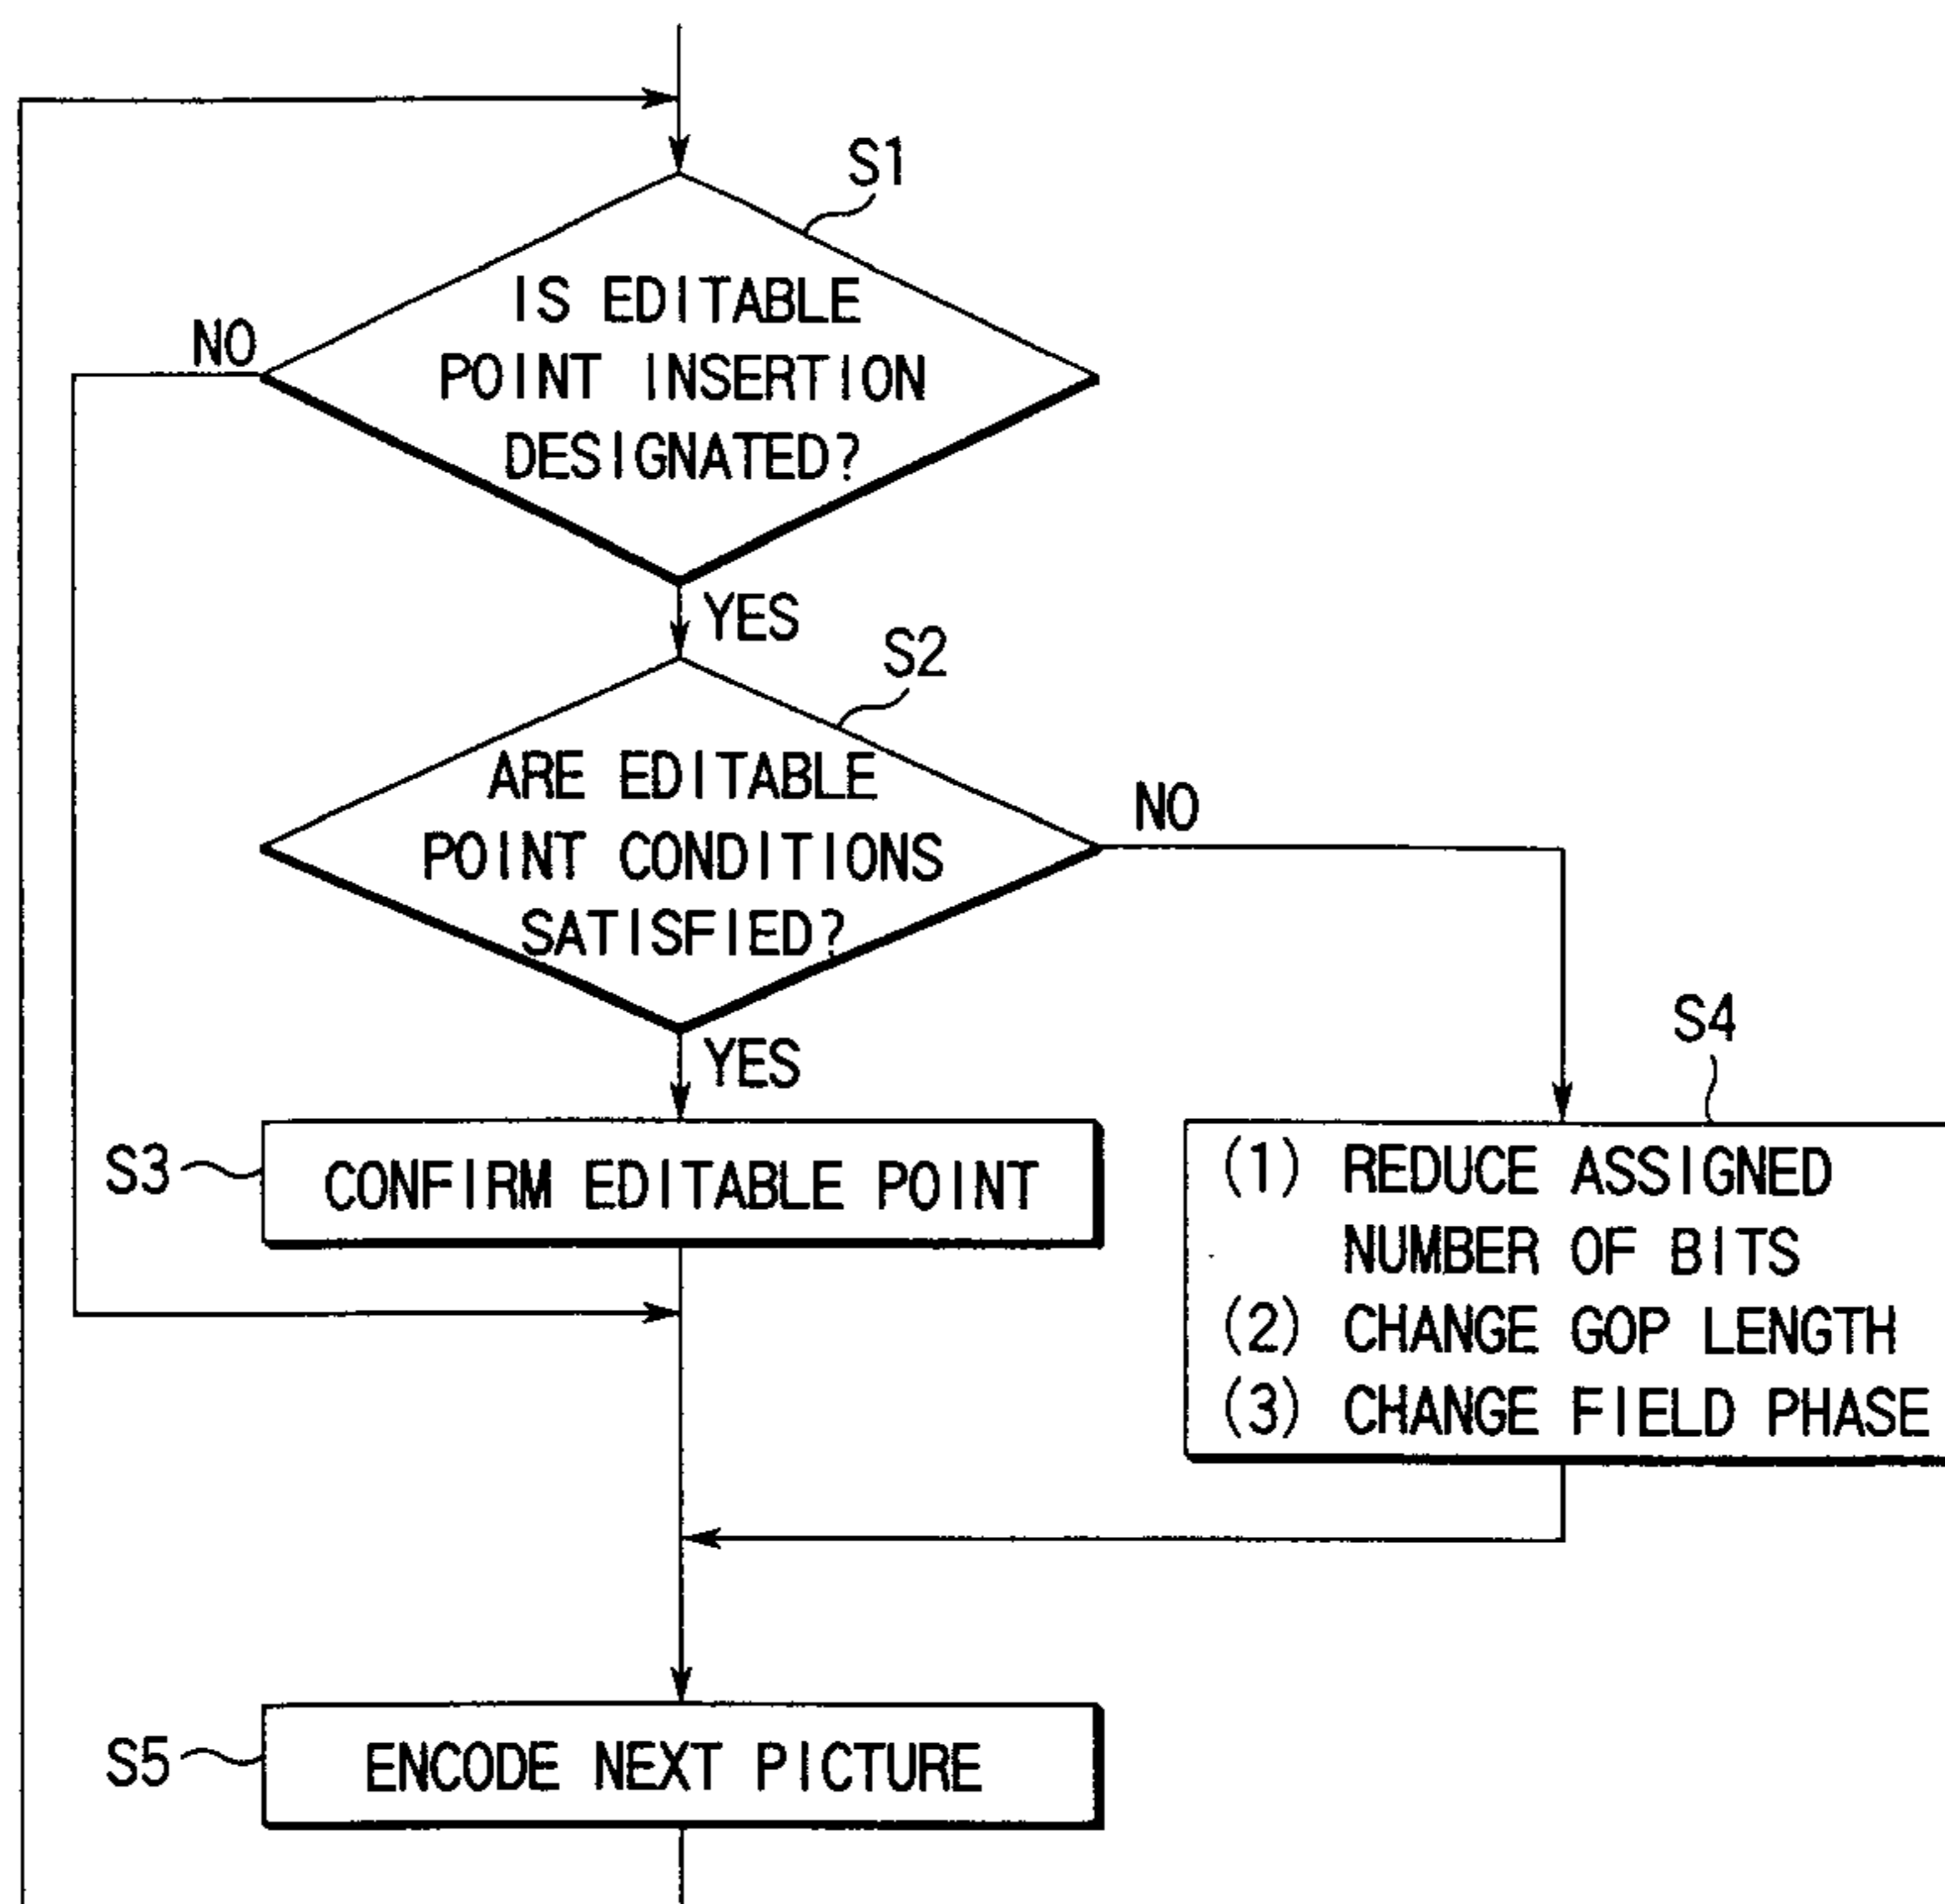 S1
IS EDITABLE
POINT INSERTION
DESIGNATED?
NO
YES
S2
ARE EDITABLE
POINT CONDITIONS
SATISFIED?
NO
YES
S3
CONFIRM EDITABLE POINT
S4
(1) REDUCE ASSIGNED
NUMBER OF BITS
(2) CHANGE GOP LENGTH
(3) CHANGE FIELD PHASE
S5
ENCODE NEXT PICTURE